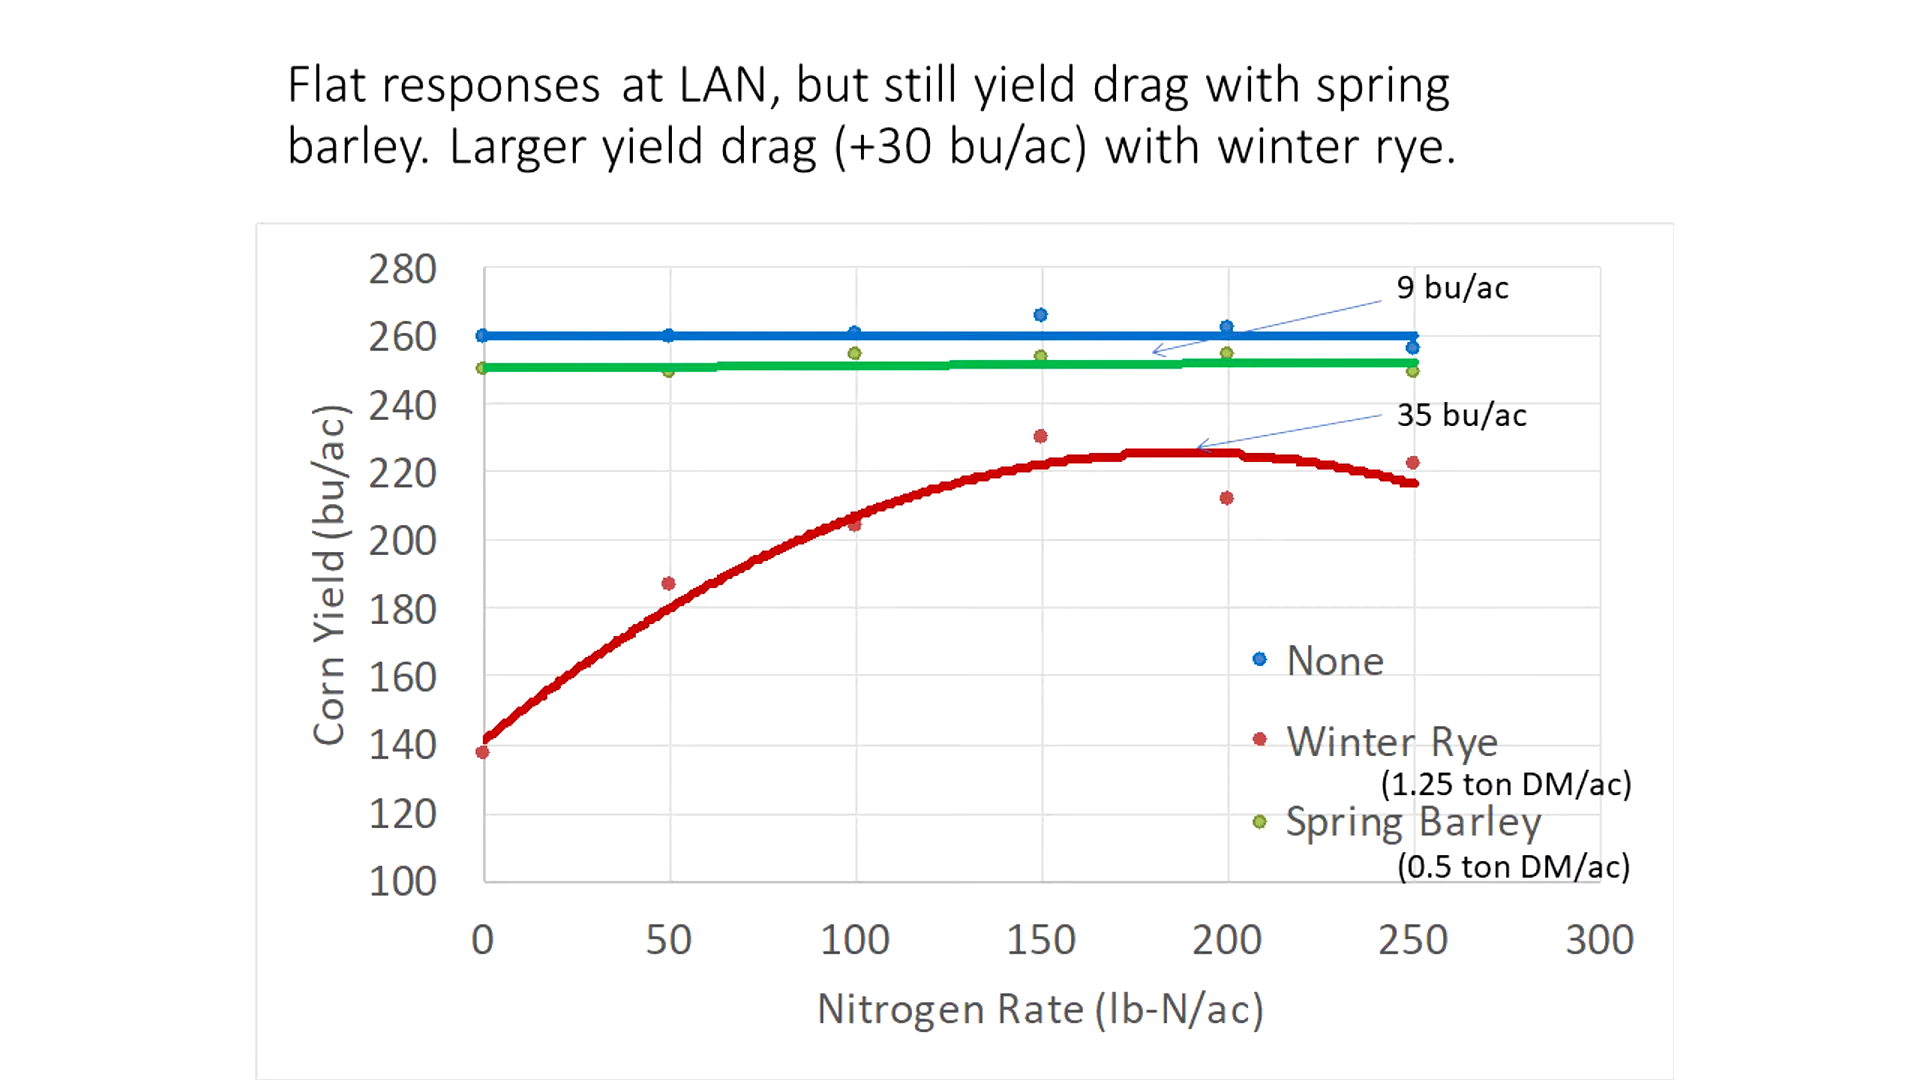 Flat responses at LAN, but still yield drag with spring
barley. Larger yield drag (+30 bu/ac) with winter rye.
280
260
240
220
200
180
160
140
120
100
Corn Yield (bu/ac)
9 bu/ac
35 bu/ac
None
Winter Rye
(1.25 ton DM/ac)
Spring Barley
(0.5 ton DM/ac)
0 50 100 150 200 250 300
Nitrogen Rate (lb-N/ac)